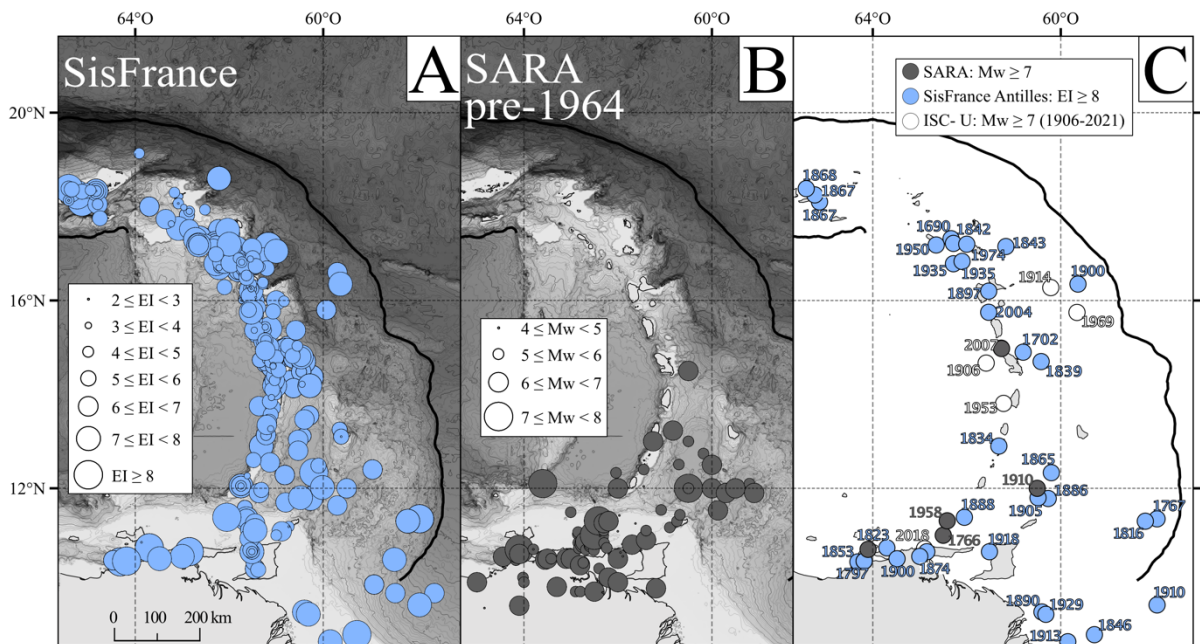 64°O
60°O
64°O
60°O
64°O
60°O
20°N
16°N
12°N
SisFrance
A
2 ≤ EI < 3
3 ≤ EI < 4
4 ≤ EI < 5
5 ≤ EI < 6
6 ≤ EI < 7
7 ≤ EI < 8
EI ≥ 8
0 100 200 km
SARA
pre-1964
B
4 ≤ Mw < 5
5 ≤ Mw < 6
6 ≤ Mw < 7
7 ≤ Mw < 8
C
SARA: Mw ≥ 7
SisFrance Antilles: EI ≥ 8
ISC- U: Mw ≥ 7 (1906-2021)
1868
1867
1867
1690
1842
1843
1950
1974
1935
1935
1914
1900
1897
2004
1969
2007
1702
1906
1839
1953
1834
1865
1910
1886
1905
1888
1767
1816
1958
1823
2018
1766
1918
1853
1797
1900
1874
1890
1929
1910
1913
1846